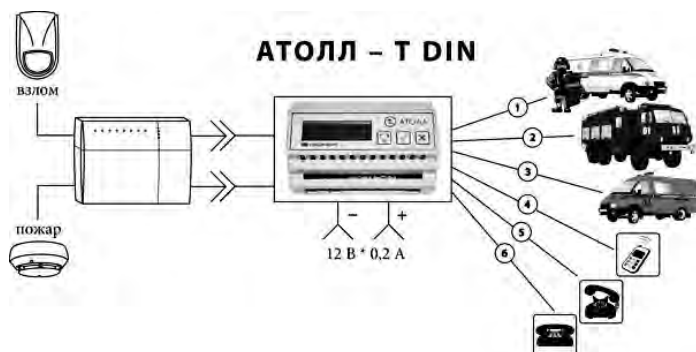 АТОЛЛ – Т DIN
взлом
АТОЛЛ
пожар
– +
12 В * 0,2 А
1
2
3
4
5
6